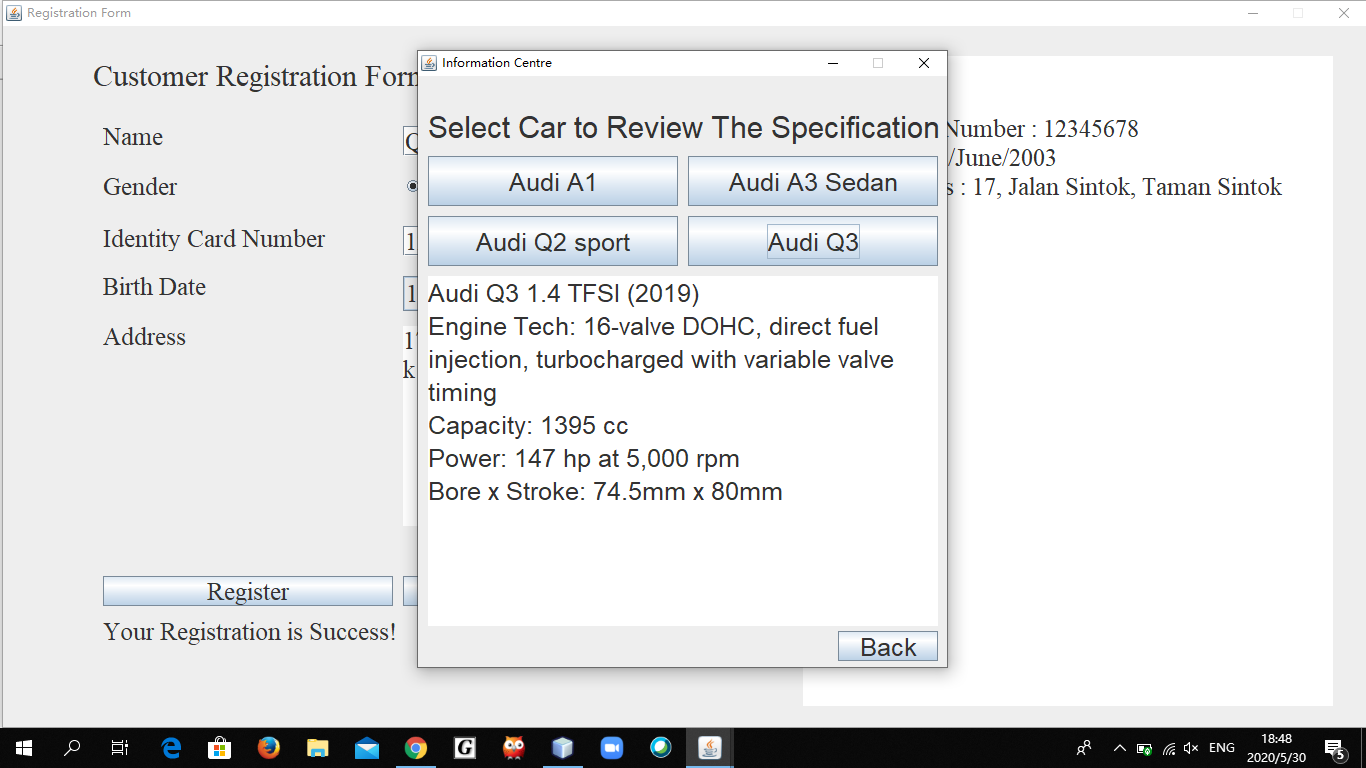 Registration Form
Customer Registration Form
Name
Gender
Identity Card Number
Birth Date
Address
Register
Your Registration is Success!
Information Centre
Select Car to Review The Specification
Audi A1
Audi A3 Sedan
Audi Q2 sport
Audi Q3
Audi Q3 1.4 TFSI (2019)
Engine Tech: 16-valve DOHC, direct fuel
injection, turbocharged with variable valve
timing
Capacity: 1395 cc
Power: 147 hp at 5,000 rpm
Bore x Stroke: 74.5mm x 80mm
Back
Number : 12345678
/June/2003
s : 17, Jalan Sintok, Taman Sintok
ENG
18:48
2020/5/30
5